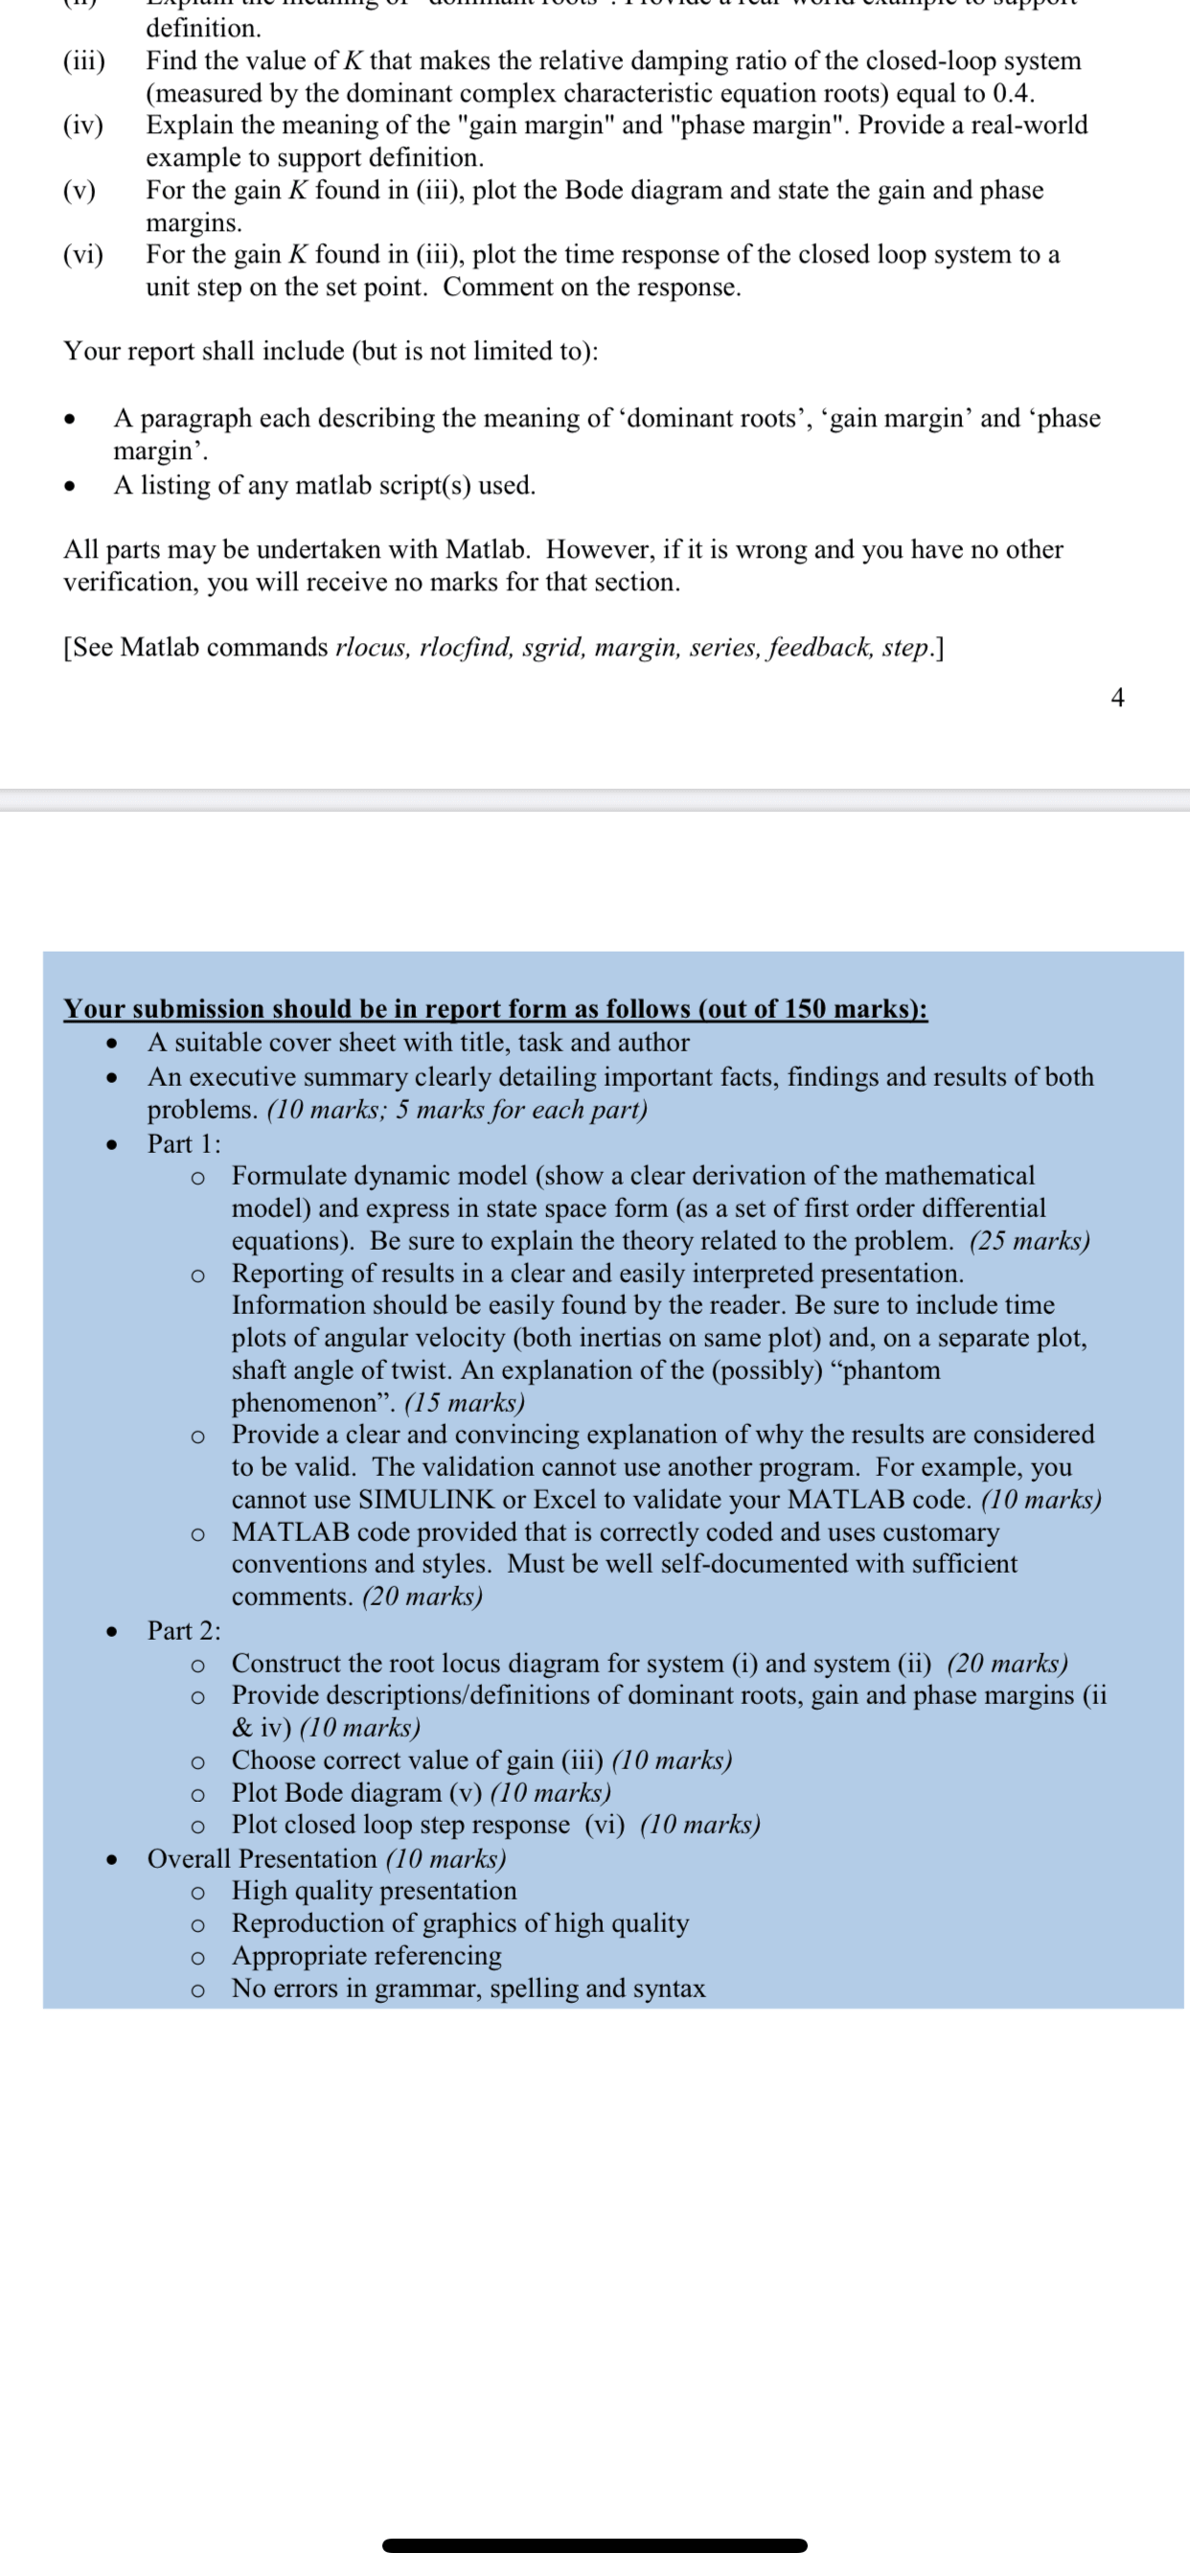 (ii) Explain the meaning of "dominant roots". Provide a real-world example to support
definition.
(iii) Find the value of K that makes the relative damping ratio of the closed-loop system
(measured by the dominant complex characteristic equation roots) equal to 0.4.
(iv) Explain the meaning of the "gain margin" and "phase margin". Provide a real-world
example to support definition.
(v) For the gain K found in (iii), plot the Bode diagram and state the gain and phase
margins.
(vi) For the gain K found in (iii), plot the time response of the closed loop system to a
unit step on the set point.  Comment on the response.
Your report shall include (but is not limited to):
• A paragraph each describing the meaning of ‘dominant roots’, ‘gain margin’ and ‘phase
margin’.
• A listing of any matlab script(s) used.
All parts may be undertaken with Matlab.  However, if it is wrong and you have no other
verification, you will receive no marks for that section.
[See Matlab commands rlocus, rlocfind, sgrid, margin, series, feedback, step.]
4
Your submission should be in report form as follows (out of 150 marks):
• A suitable cover sheet with title, task and author
• An executive summary clearly detailing important facts, findings and results of both
problems. (10 marks; 5 marks for each part)
• Part 1:
o Formulate dynamic model (show a clear derivation of the mathematical
model) and express in state space form (as a set of first order differential
equations).  Be sure to explain the theory related to the problem.  (25 marks)
o Reporting of results in a clear and easily interpreted presentation.
Information should be easily found by the reader. Be sure to include time
plots of angular velocity (both inertias on same plot) and, on a separate plot,
shaft angle of twist. An explanation of the (possibly) “phantom
phenomenon”. (15 marks)
o Provide a clear and convincing explanation of why the results are considered
to be valid.  The validation cannot use another program.  For example, you
cannot use SIMULINK or Excel to validate your MATLAB code. (10 marks)
o MATLAB code provided that is correctly coded and uses customary
conventions and styles.  Must be well self-documented with sufficient
comments. (20 marks)
• Part 2:
o Construct the root locus diagram for system (i) and system (ii)  (20 marks)
o Provide descriptions/definitions of dominant roots, gain and phase margins (ii
& iv) (10 marks)
o Choose correct value of gain (iii) (10 marks)
o Plot Bode diagram (v) (10 marks)
o Plot closed loop step response  (vi)  (10 marks)
• Overall Presentation (10 marks)
o High quality presentation
o Reproduction of graphics of high quality
o Appropriate referencing
o No errors in grammar, spelling and syntax